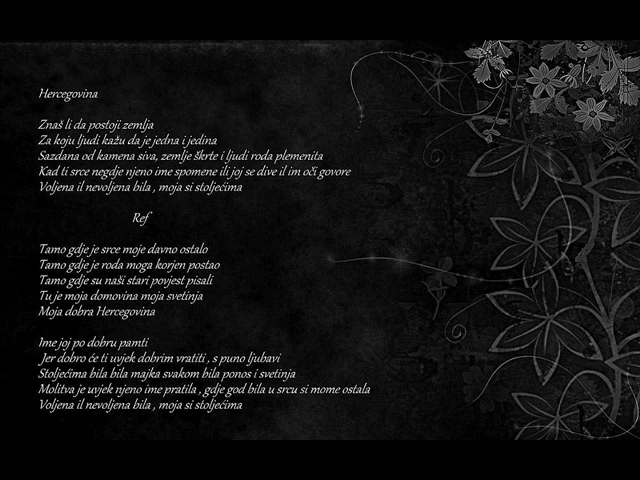 Hercegovina
Znaš li da postoji zemlja
Za koju ljudi kažu da je jedna i jedina
Sazdana od kamena siva, zemlje škrte i ljudi roda plemenita
Kad ti srce negdje njeno ime spomene ili joj se dive il im oči govore
Voljena il nevoljena bila , moja si stoljećima
Ref
Tamo gdje je srce moje davno ostalo
Tamo gdje je roda moga korjen postao
Tamo gdje su naši stari povjest pisali
Tu je moja domovina moja svetinja
Moja dobra Hercegovina
Ime joj po dobru pamti
Jer dobro će ti uvjek dobrim vratiti , s puno ljubavi
Stoljećima bila bila majka svakom bila ponos i svetinja
Molitva je uvjek njeno ime pratila , gdje god bila u srcu si mome ostala
Voljena il nevoljena bila , moja si stoljećima